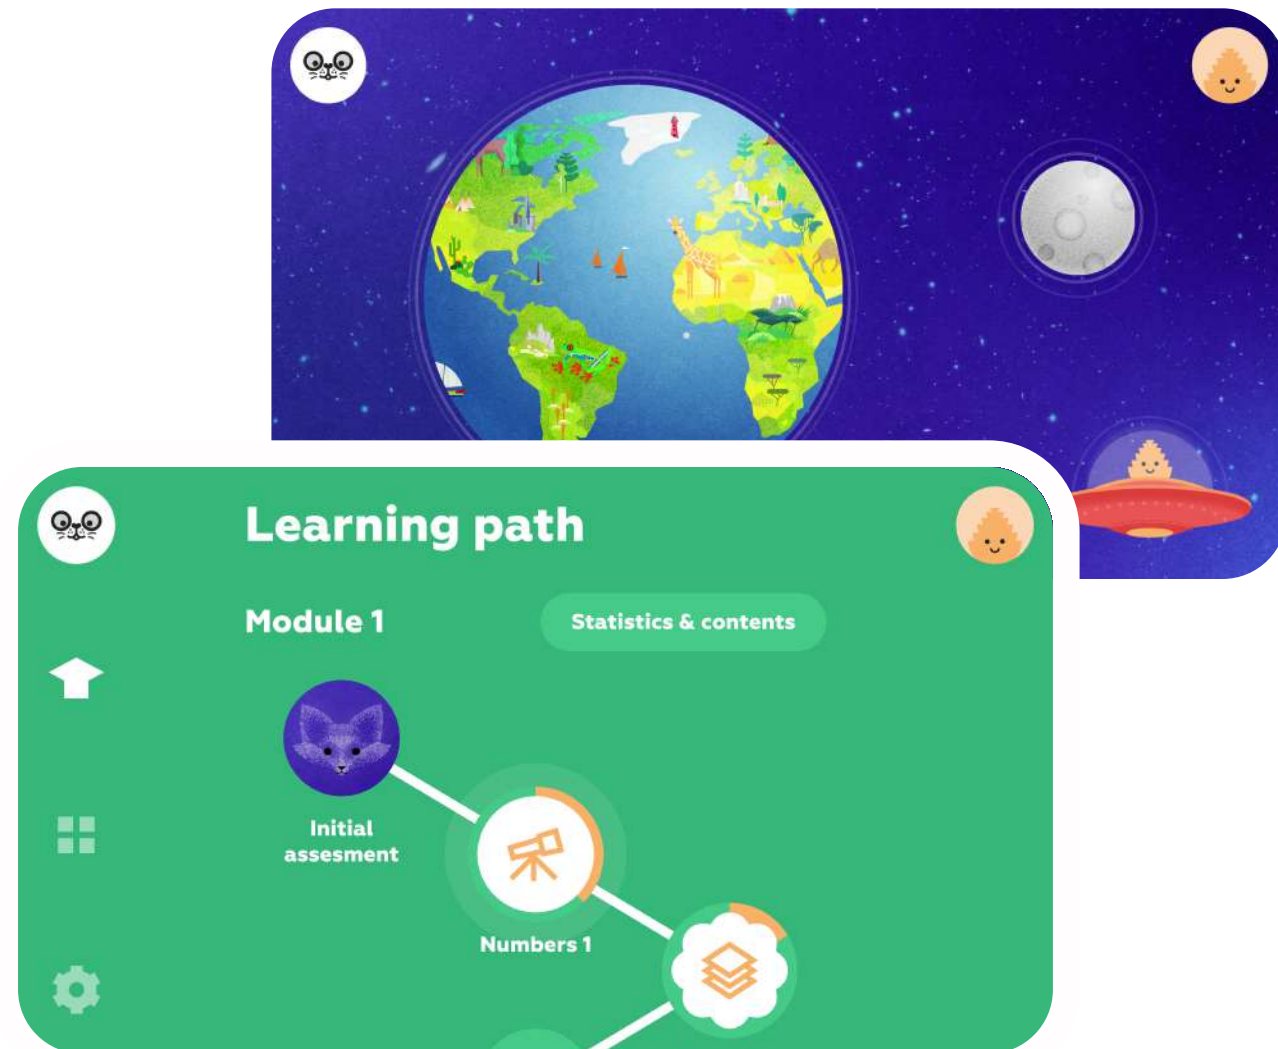 Learning path
Module 1
Statistics & contents
Initial
assesment
Numbers 1